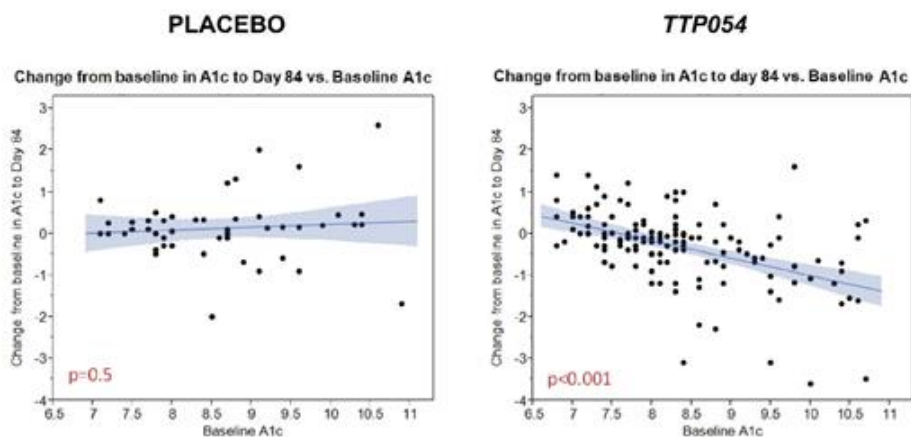 PLACEBO
Change from baseline in A1c to Day 84 vs. Baseline A1c
Change from baseline in A1c to Day 84
3
2
1
0
-1
-2
-3
-4
p=0.5
6.5 7 7.5 8 8.5 9 9.5 10 10.5 11
Baseline A1c
TTP054
Change from baseline in A1c to day 84 vs. Baseline A1c
Change from baseline in A1c to Day 84
3
2
1
0
-1
-2
-3
-4
p<0.001
6.5 7 7.5 8 8.5 9 9.5 10 10.5 11
Baseline A1c